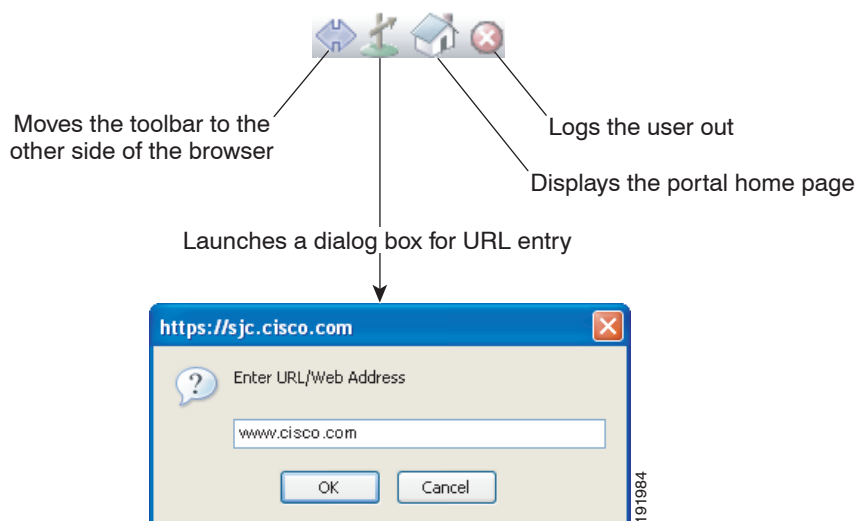 Moves the toolbar to the
other side of the browser
Logs the user out
Displays the portal home page
Launches a dialog box for URL entry
https://sjc.cisco.com
Enter URL/Web Address
www.cisco.com
OK
Cancel
191984